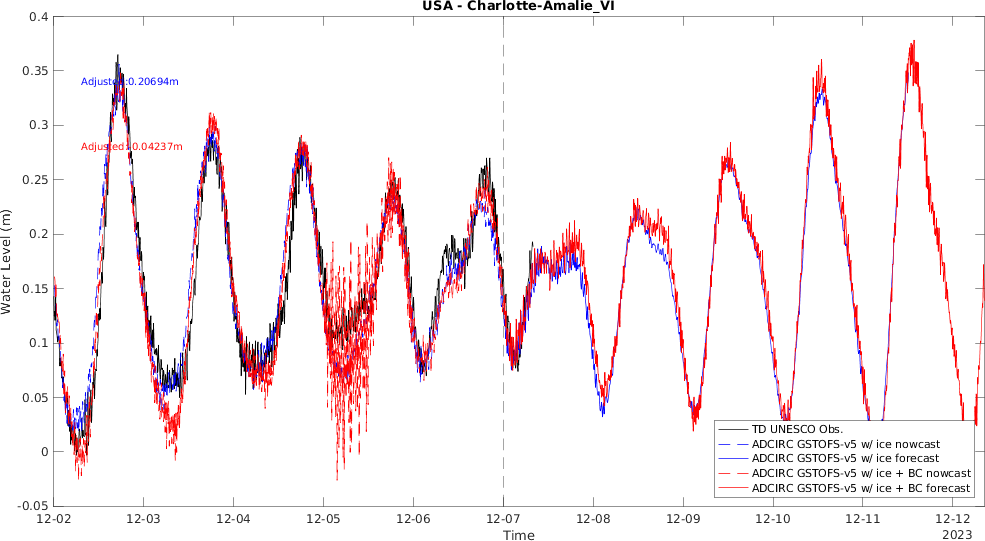 USA - Charlotte-Amalie_VI
0.4
0.35
0.3
0.25
0.2
0.15
0.1
0.05
0
-0.05
Water Level (m)
Adjusted:0.20694m
Adjusted: 0.04237m
TD UNESCO Obs.
ADCIRC GSTOFS-v5 w/ ice nowcast
ADCIRC GSTOFS-v5 w/ ice forecast
ADCIRC GSTOFS-v5 w/ ice + BC nowcast
ADCIRC GSTOFS-v5 w/ ice + BC forecast
12-02 12-03 12-04 12-05 12-06 12-07 12-08 12-09 12-10 12-11 12-12
Time
2023